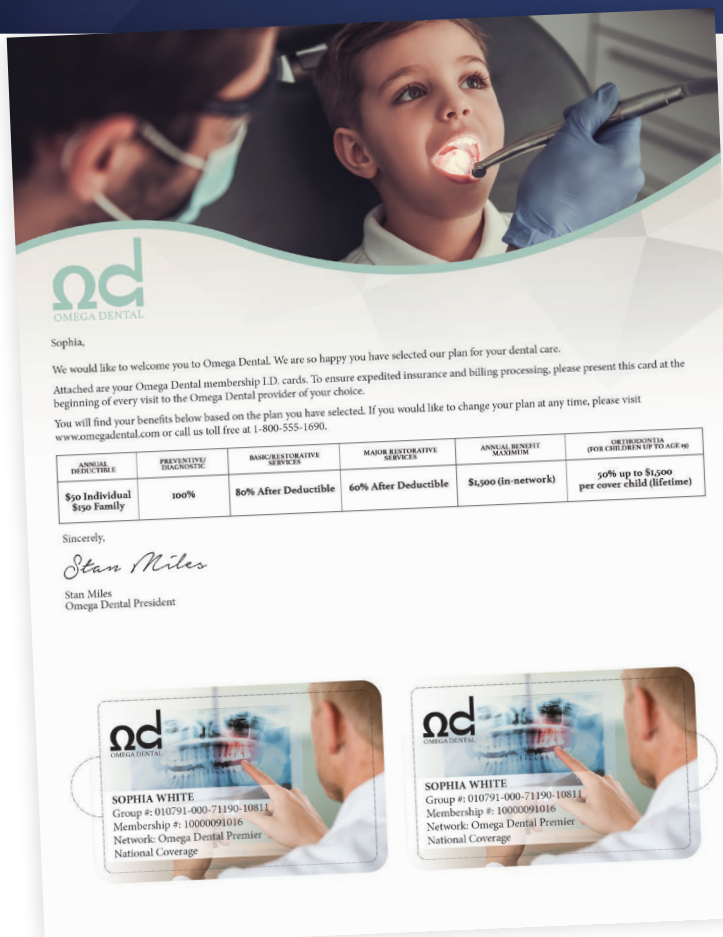 Ωd
OMEGA DENTAL
Sophia,
We would like to welcome you to Omega Dental. We are so happy you have selected our plan for your dental care.
Attached are your Omega Dental membership I.D. cards. To ensure expedited insurance and billing processing, please present this card at the
beginning of every visit to the Omega Dental provider of your choice.
You will find your benefits below based on the plan you have selected. If you would like to change your plan at any time, please visit
www.omegadental.com or call us toll free at 1-800-555-1690.
ANNUAL DEDUCTIBLE PREVENTIVE/ DIAGNOSTIC BASIC/RESTORATIVE SERVICES MAJOR RESTORATIVE SERVICES ANNUAL BENEFIT MAXIMUM ORTHODONTIA (FOR CHILDREN UP TO AGE 19)
$50 Individual $150 Family 100% 80% After Deductible 60% After Deductible $1,500 (in-network) 50% up to $1,500 per cover child (lifetime)
Sincerely,
Stan Miles
Stan Miles
Omega Dental President
Ωd
OMEGA DENTAL
SOPHIA WHITE
Group #: 010791-000-71190-10811
Membership #: 10000091016
Network: Omega Dental Premier
National Coverage
Ωd
OMEGA DENTAL
SOPHIA WHITE
Group #: 010791-000-71190-10811
Membership #: 10000091016
Network: Omega Dental Premier
National Coverage